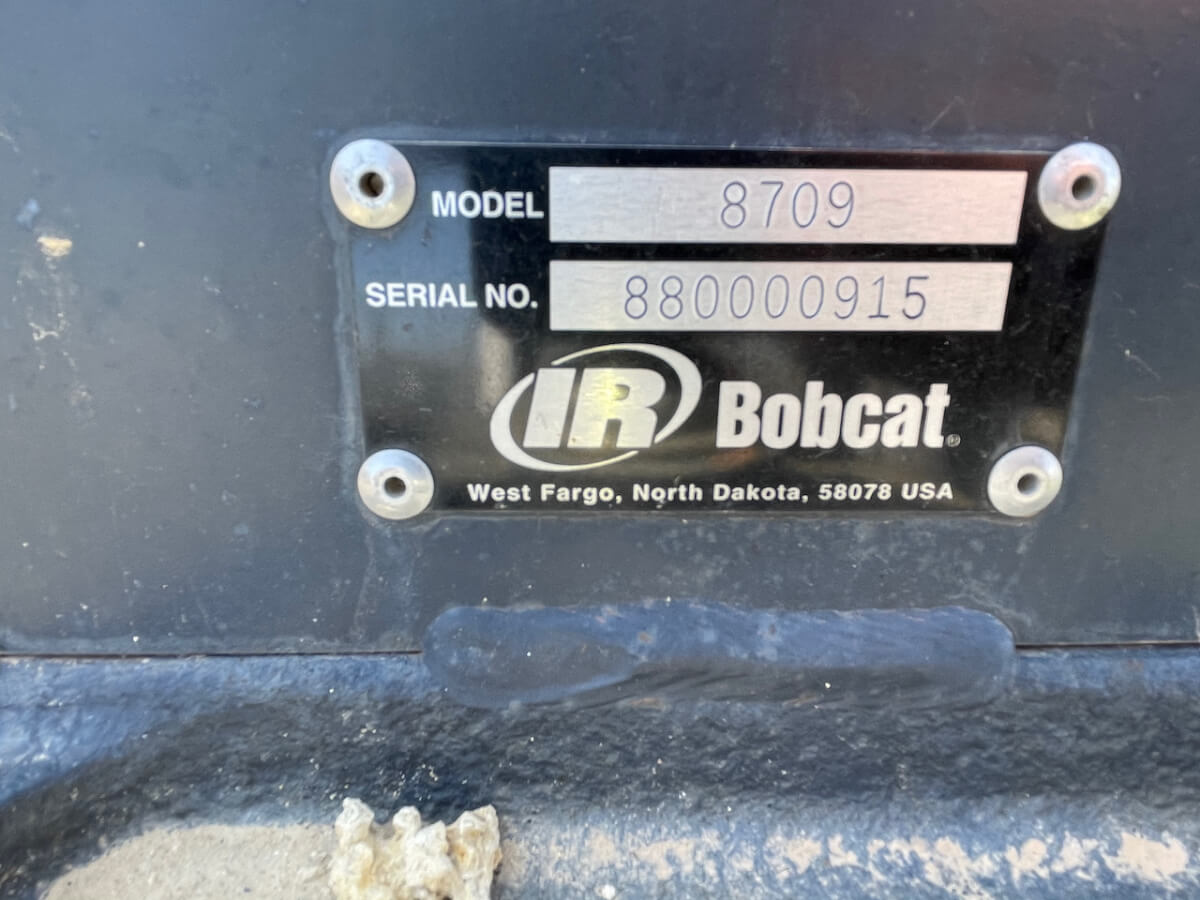 MODEL 8709
SERIAL NO. 880000915
IR Bobcat®
West Fargo, North Dakota, 58078 USA